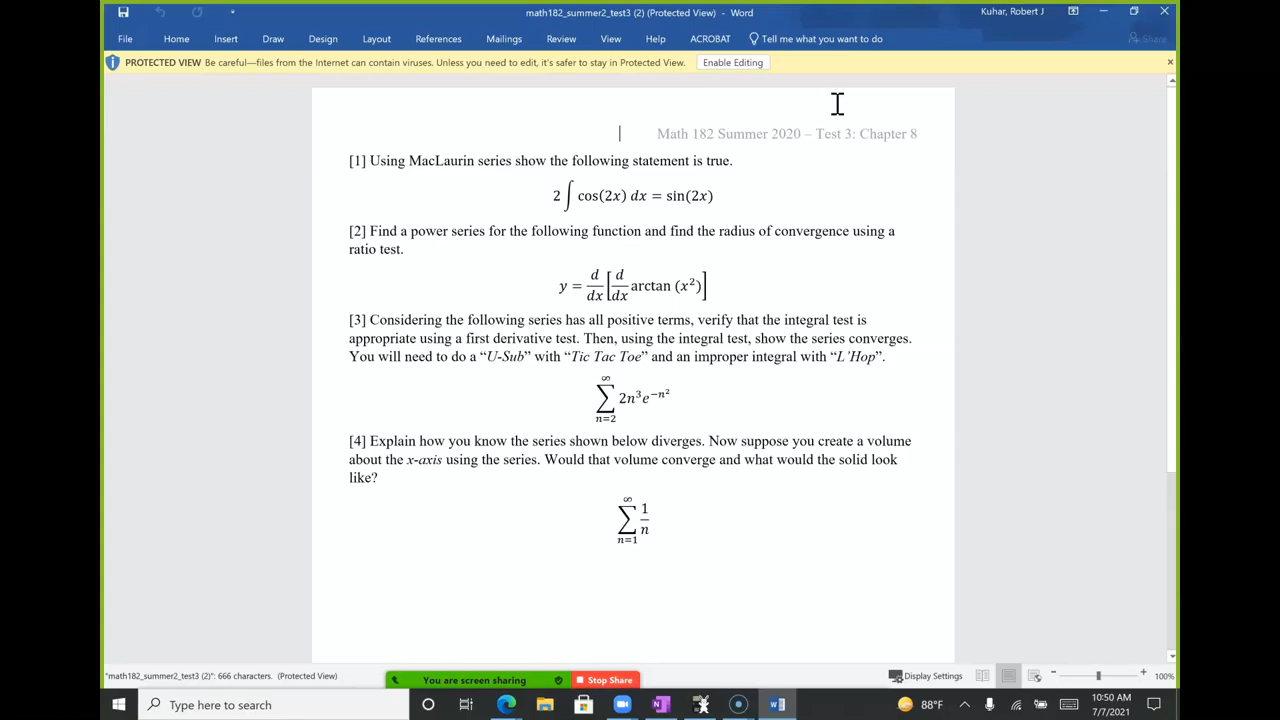 math182_summer2_test3 (2) (Protected View) - Word
Kuhar, Robert J
File Home Insert Draw Design Layout References Mailings Review View Help ACROBAT Tell me what you want to do Share
PROTECTED VIEW Be careful—files from the Internet can contain viruses. Unless you need to edit, it's safer to stay in Protected View. Enable Editing
Math 182 Summer 2020 – Test 3: Chapter 8
[1] Using MacLaurin series show the following statement is true.
2 ∫ cos(2x) dx = sin(2x)
[2] Find a power series for the following function and find the radius of convergence using a
ratio test.
y = d/dx [d/dx arctan (x²)]
[3] Considering the following series has all positive terms, verify that the integral test is
appropriate using a first derivative test. Then, using the integral test, show the series converges.
You will need to do a “U-Sub” with “Tic Tac Toe” and an improper integral with “L’Hop”.
∞
∑ 2n³e^(−n²)
n=2
[4] Explain how you know the series shown below diverges. Now suppose you create a volume
about the x-axis using the series. Would that volume converge and what would the solid look
like?
∞
∑ 1/n
n=1
"math182_summer2_test3 (2)": 666 characters. (Protected View)
You are screen sharing Stop Share
Display Settings
100%
Type here to search
88°F
10:50 AM
7/7/2021